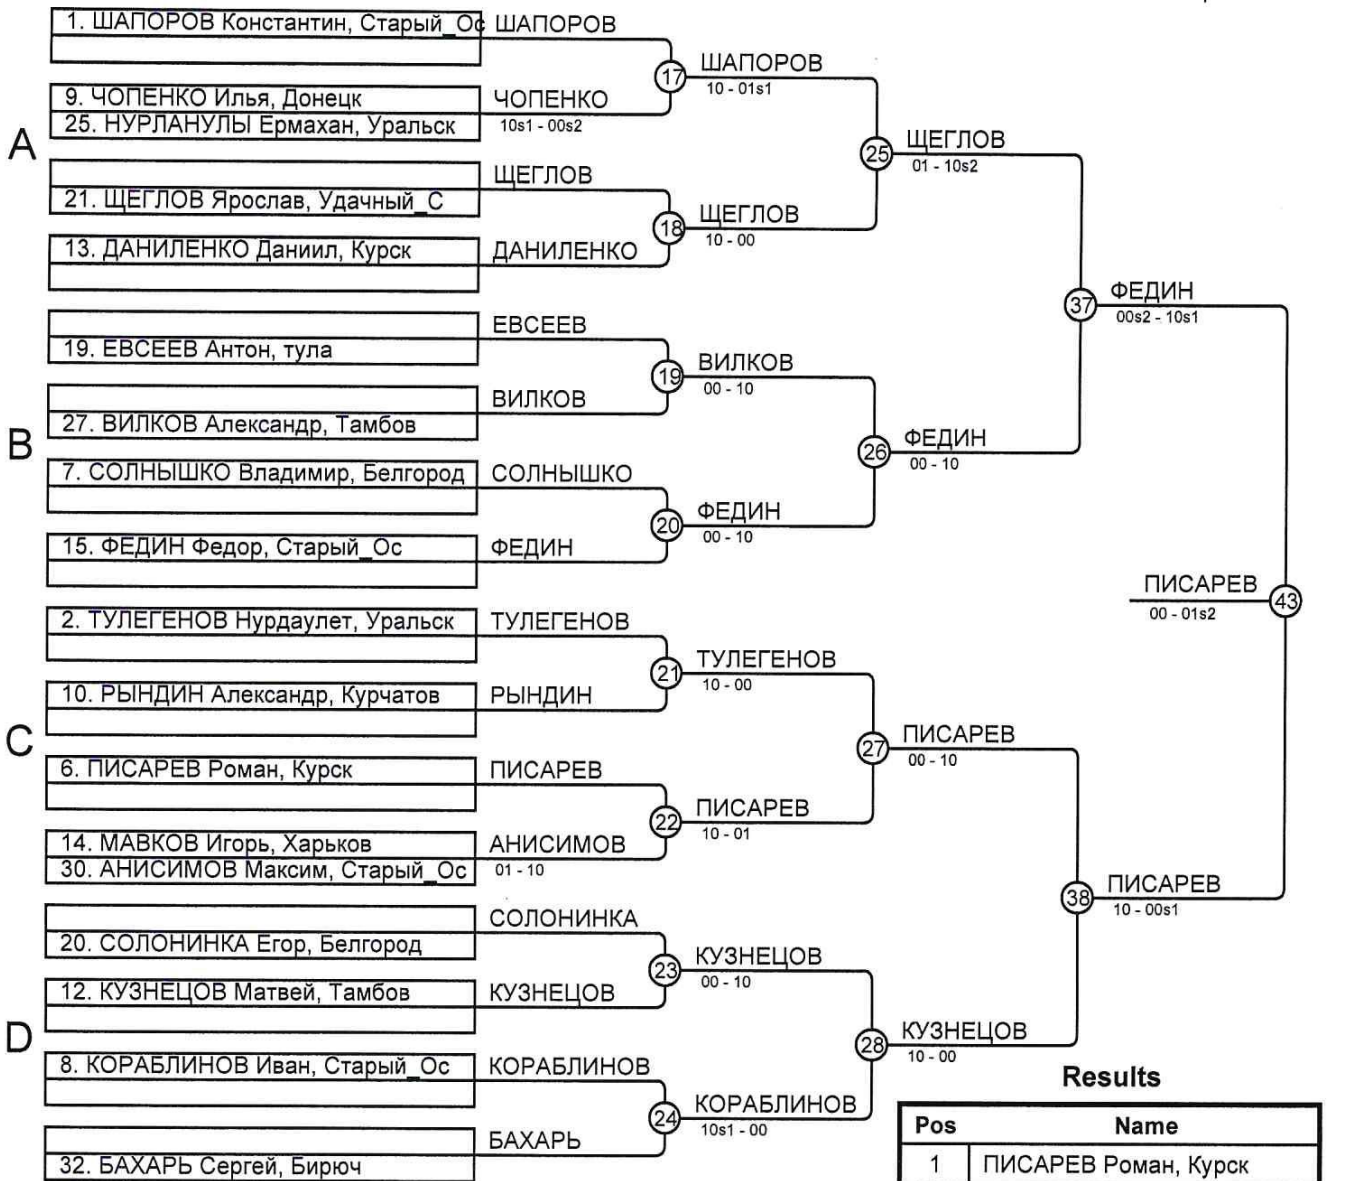 1. ШАПОРОВ Константин, Старый_Ос
ШАПОРОВ
17
ШАПОРОВ
10 - 01s1
9. ЧОПЕНКО Илья, Донецк
25. НУРЛАНУЛЫ Ермахан, Уральск
ЧОПЕНКО
10s1 - 00s2
A
25
ЩЕГЛОВ
01 - 10s2
21. ЩЕГЛОВ Ярослав, Удачный_С
ЩЕГЛОВ
18
ЩЕГЛОВ
10 - 00
13. ДАНИЛЕНКО Даниил, Курск
ДАНИЛЕНКО
37
ФЕДИН
00s2 - 10s1
19. ЕВСЕЕВ Антон, тула
ЕВСЕЕВ
19
ВИЛКОВ
00 - 10
27. ВИЛКОВ Александр, Тамбов
ВИЛКОВ
B
26
ФЕДИН
00 - 10
7. СОЛНЫШКО Владимир, Белгород
СОЛНЫШКО
20
ФЕДИН
00 - 10
15. ФЕДИН Федор, Старый_Ос
ФЕДИН
ПИСАРЕВ
00 - 01s2
43
2. ТУЛЕГЕНОВ Нурдаулет, Уральск
ТУЛЕГЕНОВ
21
ТУЛЕГЕНОВ
10 - 00
10. РЫНДИН Александр, Курчатов
РЫНДИН
C
27
ПИСАРЕВ
00 - 10
6. ПИСАРЕВ Роман, Курск
ПИСАРЕВ
22
ПИСАРЕВ
10 - 01
14. МАВКОВ Игорь, Харьков
30. АНИСИМОВ Максим, Старый_Ос
АНИСИМОВ
01 - 10
38
ПИСАРЕВ
10 - 00s1
20. СОЛОНИНКА Егор, Белгород
СОЛОНИНКА
23
КУЗНЕЦОВ
00 - 10
12. КУЗНЕЦОВ Матвей, Тамбов
КУЗНЕЦОВ
D
28
КУЗНЕЦОВ
10 - 00
8. КОРАБЛИНОВ Иван, Старый_Ос
КОРАБЛИНОВ
24
КОРАБЛИНОВ
10s1 - 00
32. БАХАРЬ Сергей, Бирюч
БАХАРЬ
Results
Pos Name
1 ПИСАРЕВ Роман, Курск